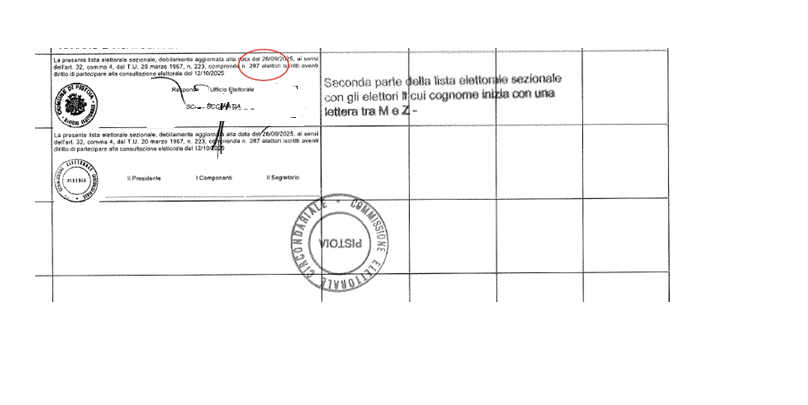 La presente lista elettorale sezionale, debitamente aggiornata alla data del 26/09/2025, ai sensi
dell'art. 32, comma 4, del T.U. 20 marzo 1967, n. 223, comprende n. 287 elettori iscritti aventi
diritto di partecipare alla consultazione elettorale del 12/10/2025
Ufficio Elettorale
COMUNE DI PISTOIA
UFFICIO ELETTORALE
La presente lista elettorale sezionale, debitamente aggiornata alla data del 26/09/2025, ai sensi
dell'art. 32, comma 4, del T.U. 20 marzo 1967, n. 223, comprende n. 287 elettori iscritti aventi
diritto di partecipare alla consultazione elettorale del 12/10/2025
PISTOIA
Il Presidente I Componenti Il Segretario
Seconda parte della lista elettorale sezionale
con gli elettori il cui cognome inizia con una
lettera tra M e Z -
COMMISSIONE ELETTORALE CIRCONDARIALE
PISTOIA